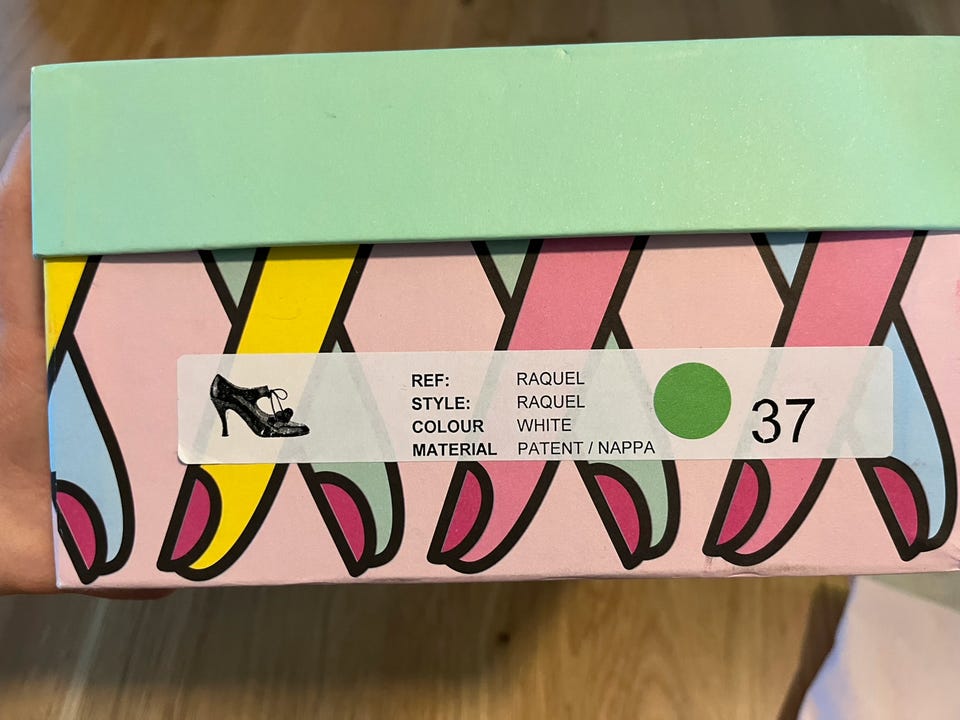 REF: RAQUEL
STYLE: RAQUEL
COLOUR WHITE
MATERIAL PATENT / NAPPA
37